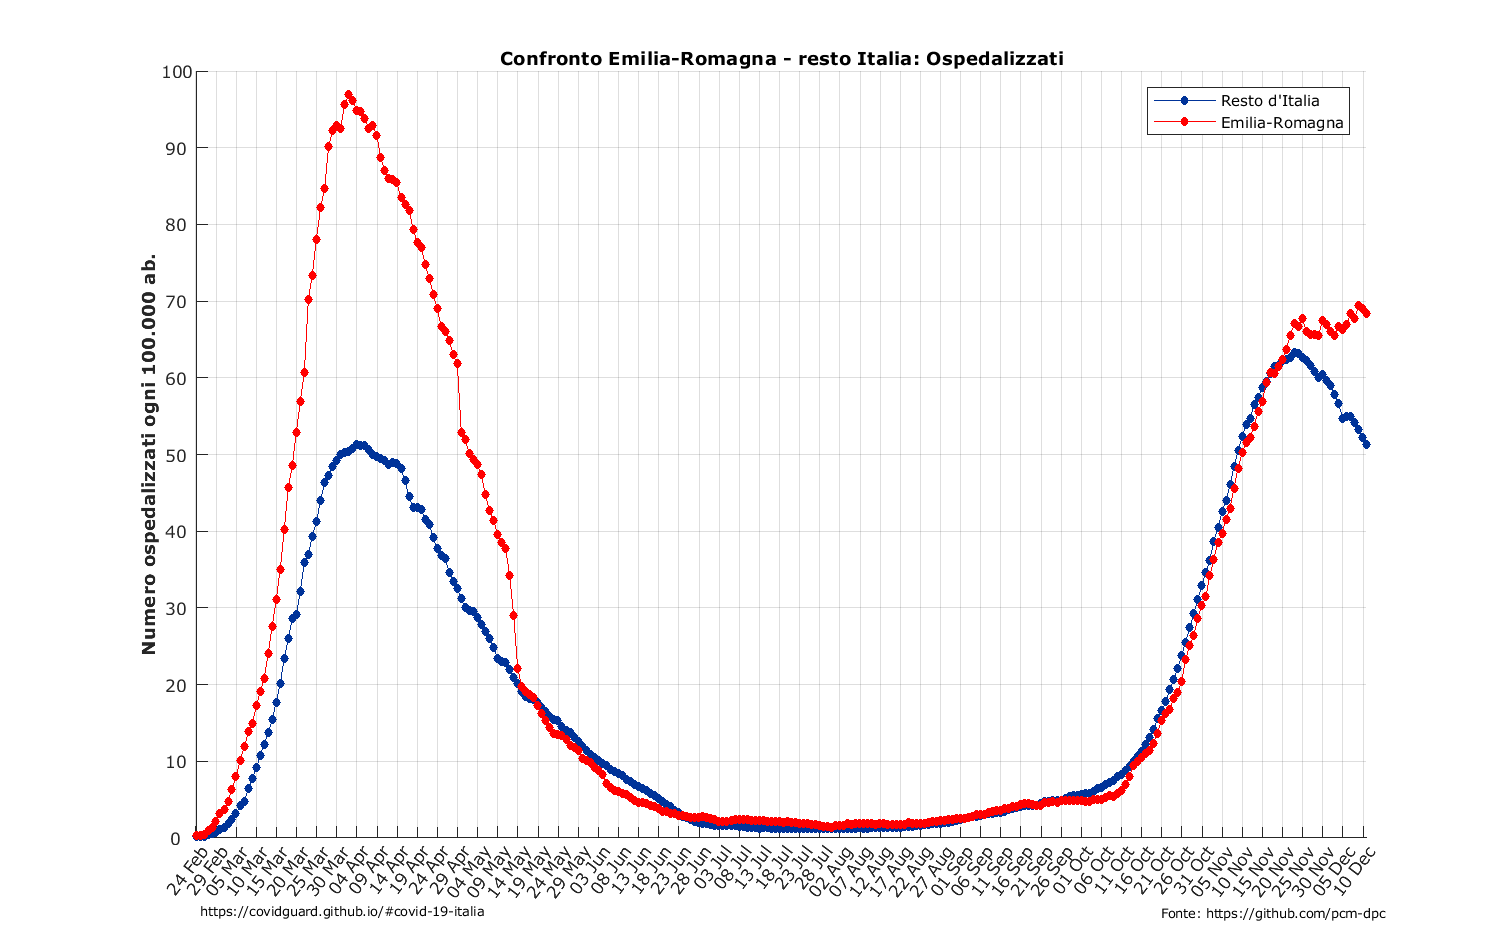 Confronto Emilia-Romagna - resto Italia: Ospedalizzati
Numero ospedalizzati ogni 100.000 ab.
100
90
80
70
60
50
40
30
20
10
0
Resto d'Italia
Emilia-Romagna
24 Feb
29 Feb
05 Mar
10 Mar
15 Mar
20 Mar
25 Mar
30 Mar
04 Apr
09 Apr
14 Apr
19 Apr
24 Apr
29 Apr
04 May
09 May
14 May
19 May
24 May
29 May
03 Jun
08 Jun
13 Jun
18 Jun
23 Jun
28 Jun
03 Jul
08 Jul
13 Jul
18 Jul
23 Jul
28 Jul
02 Aug
07 Aug
12 Aug
17 Aug
22 Aug
27 Aug
01 Sep
06 Sep
11 Sep
16 Sep
21 Sep
26 Sep
01 Oct
06 Oct
11 Oct
16 Oct
21 Oct
26 Oct
31 Oct
05 Nov
10 Nov
15 Nov
20 Nov
25 Nov
30 Nov
05 Dec
10 Dec
https://covidguard.github.io/#covid-19-italia
Fonte: https://github.com/pcm-dpc